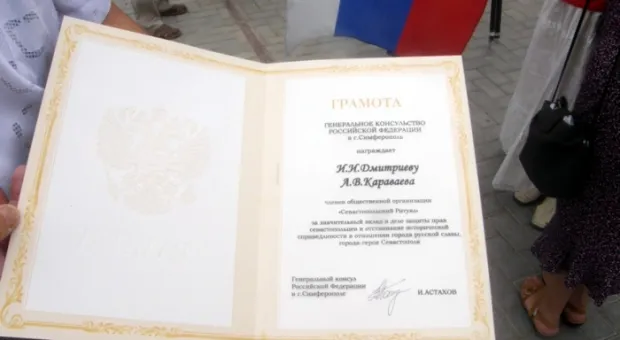 ГРАМОТА
ГЕНЕРАЛЬНОЕ КОНСУЛЬСТВО
РОССИЙСКОЙ ФЕДЕРАЦИИ
в г.Симферополе
награждает
И.Н.Дмитриеву
А.В.Караваева
членов общественной организации
«Севастопольский Ратуш»
за значительный вклад в дело защиты прав
севастопольцев и отстаивание исторической
справедливости в отношении города русской славы,
города-героя Севастополя
Генеральный консул
Российской Федерации
в г.Симферополе
И.АСТАХОВ